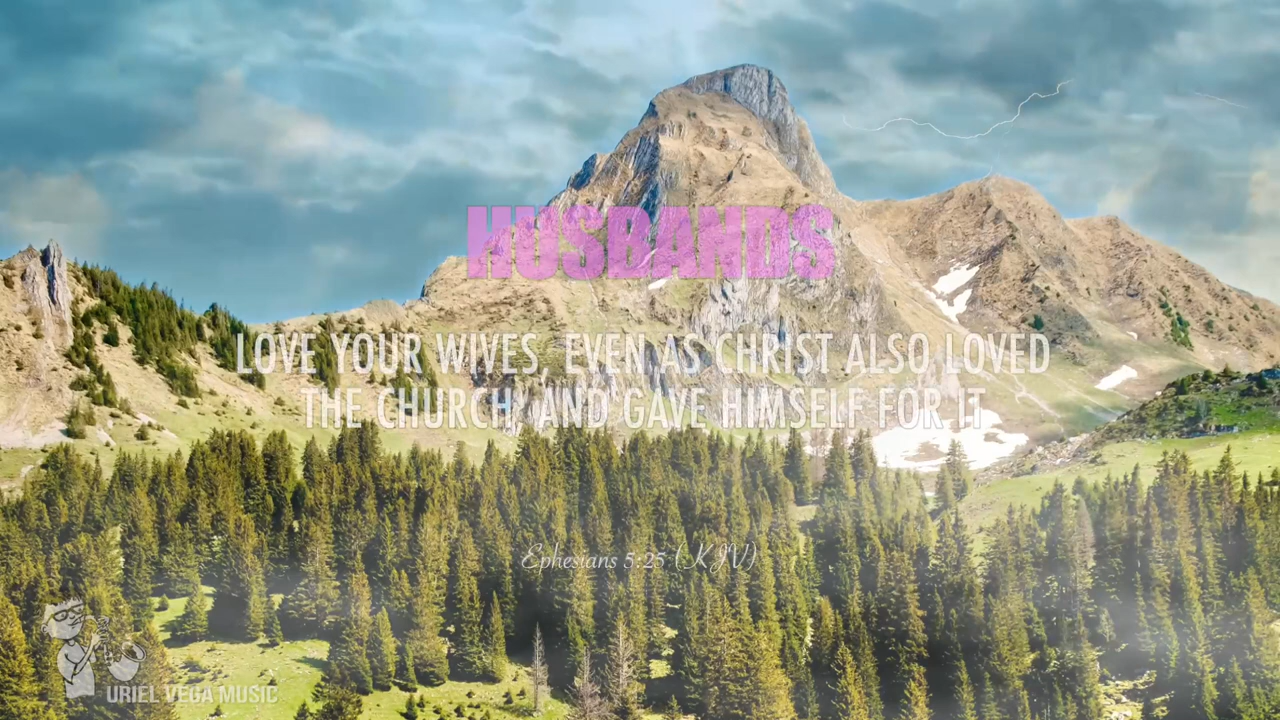 HUSBANDS
LOVE YOUR WIVES, EVEN AS CHRIST ALSO LOVED
THE CHURCH, AND GAVE HIMSELF FOR IT
Ephesians 5:25 (KJV)
URIEL VEGA MUSIC